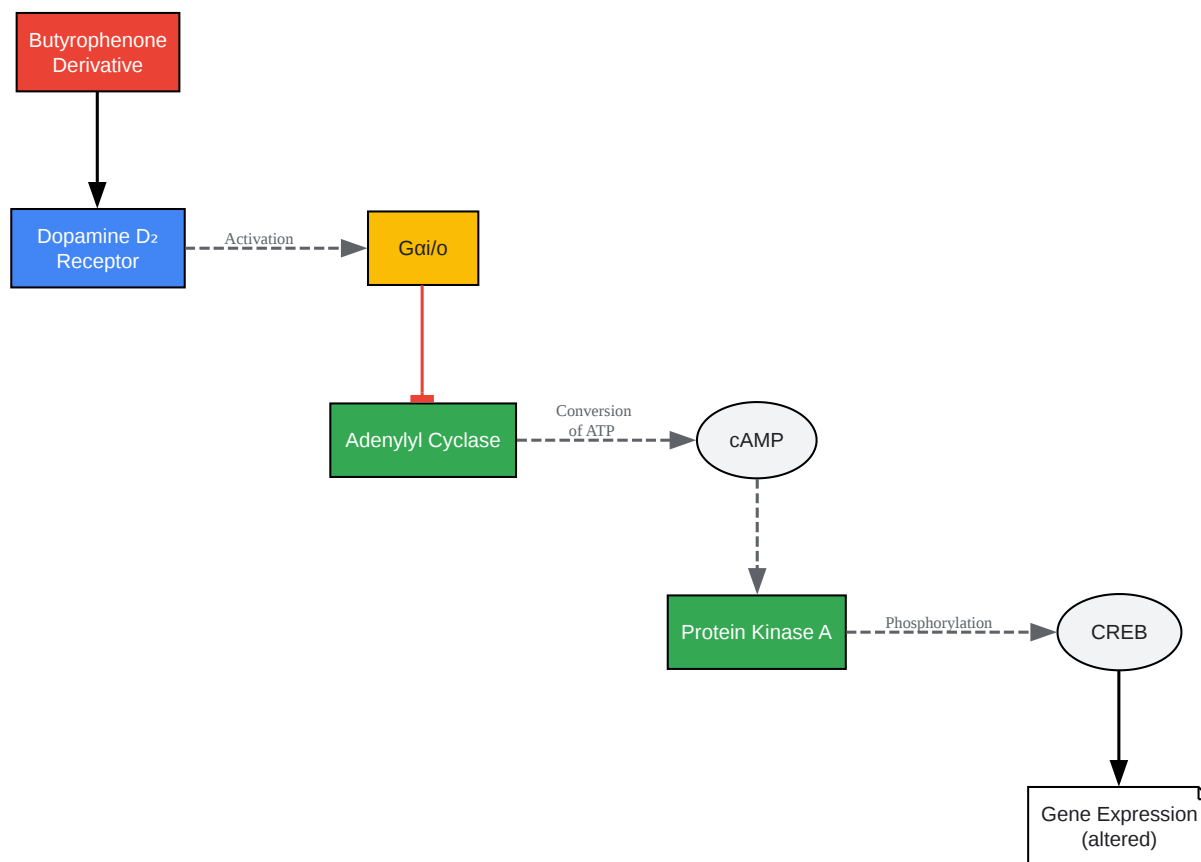 Butyrophenone
Derivative
Dopamine D₂
Receptor
Activation
Gαi/o
Adenylyl Cyclase
Conversion
of ATP
cAMP
Protein Kinase A
Phosphorylation
CREB
Gene Expression
(altered)